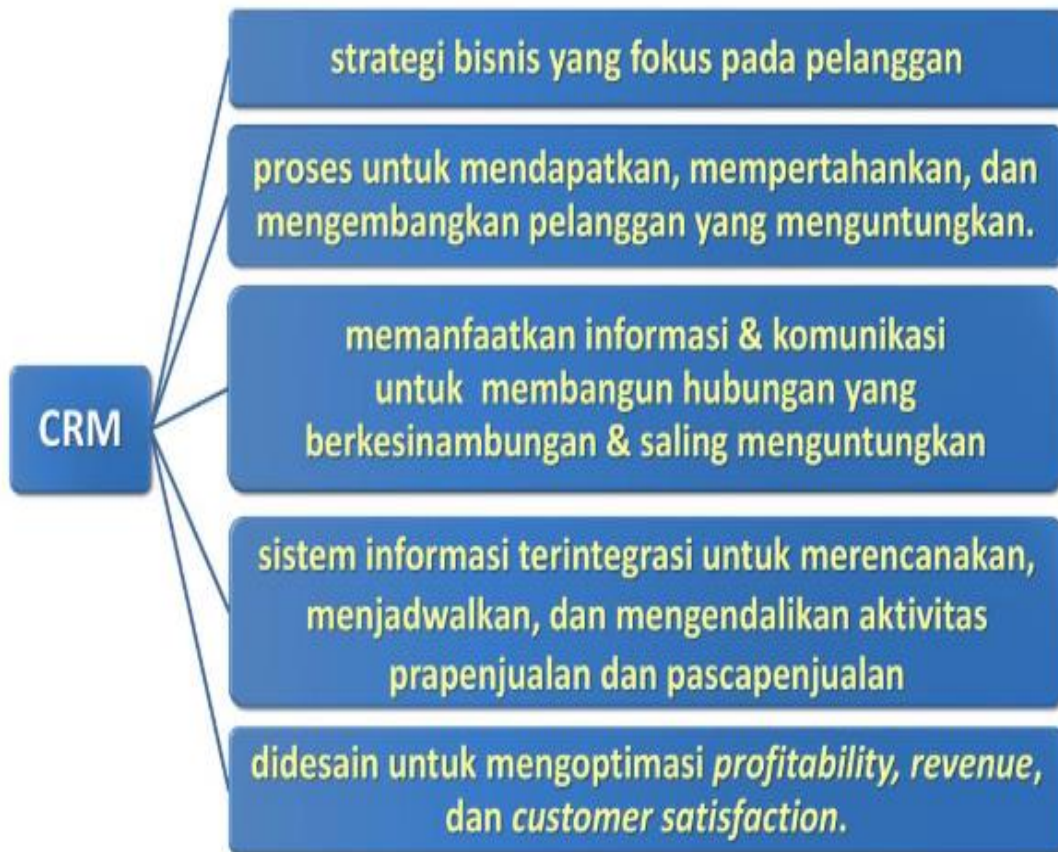 strategi bisnis yang fokus pada pelanggan
proses untuk mendapatkan, mempertahankan, dan
mengembangkan pelanggan yang menguntungkan.
CRM
memanfaatkan informasi & komunikasi
untuk membangun hubungan yang
berkesinambungan & saling menguntungkan
sistem informasi terintegrasi untuk merencanakan,
menjadwalkan, dan mengendalikan aktivitas
prapenjualan dan pascapenjualan
didesain untuk mengoptimasi profitability, revenue,
dan customer satisfaction.